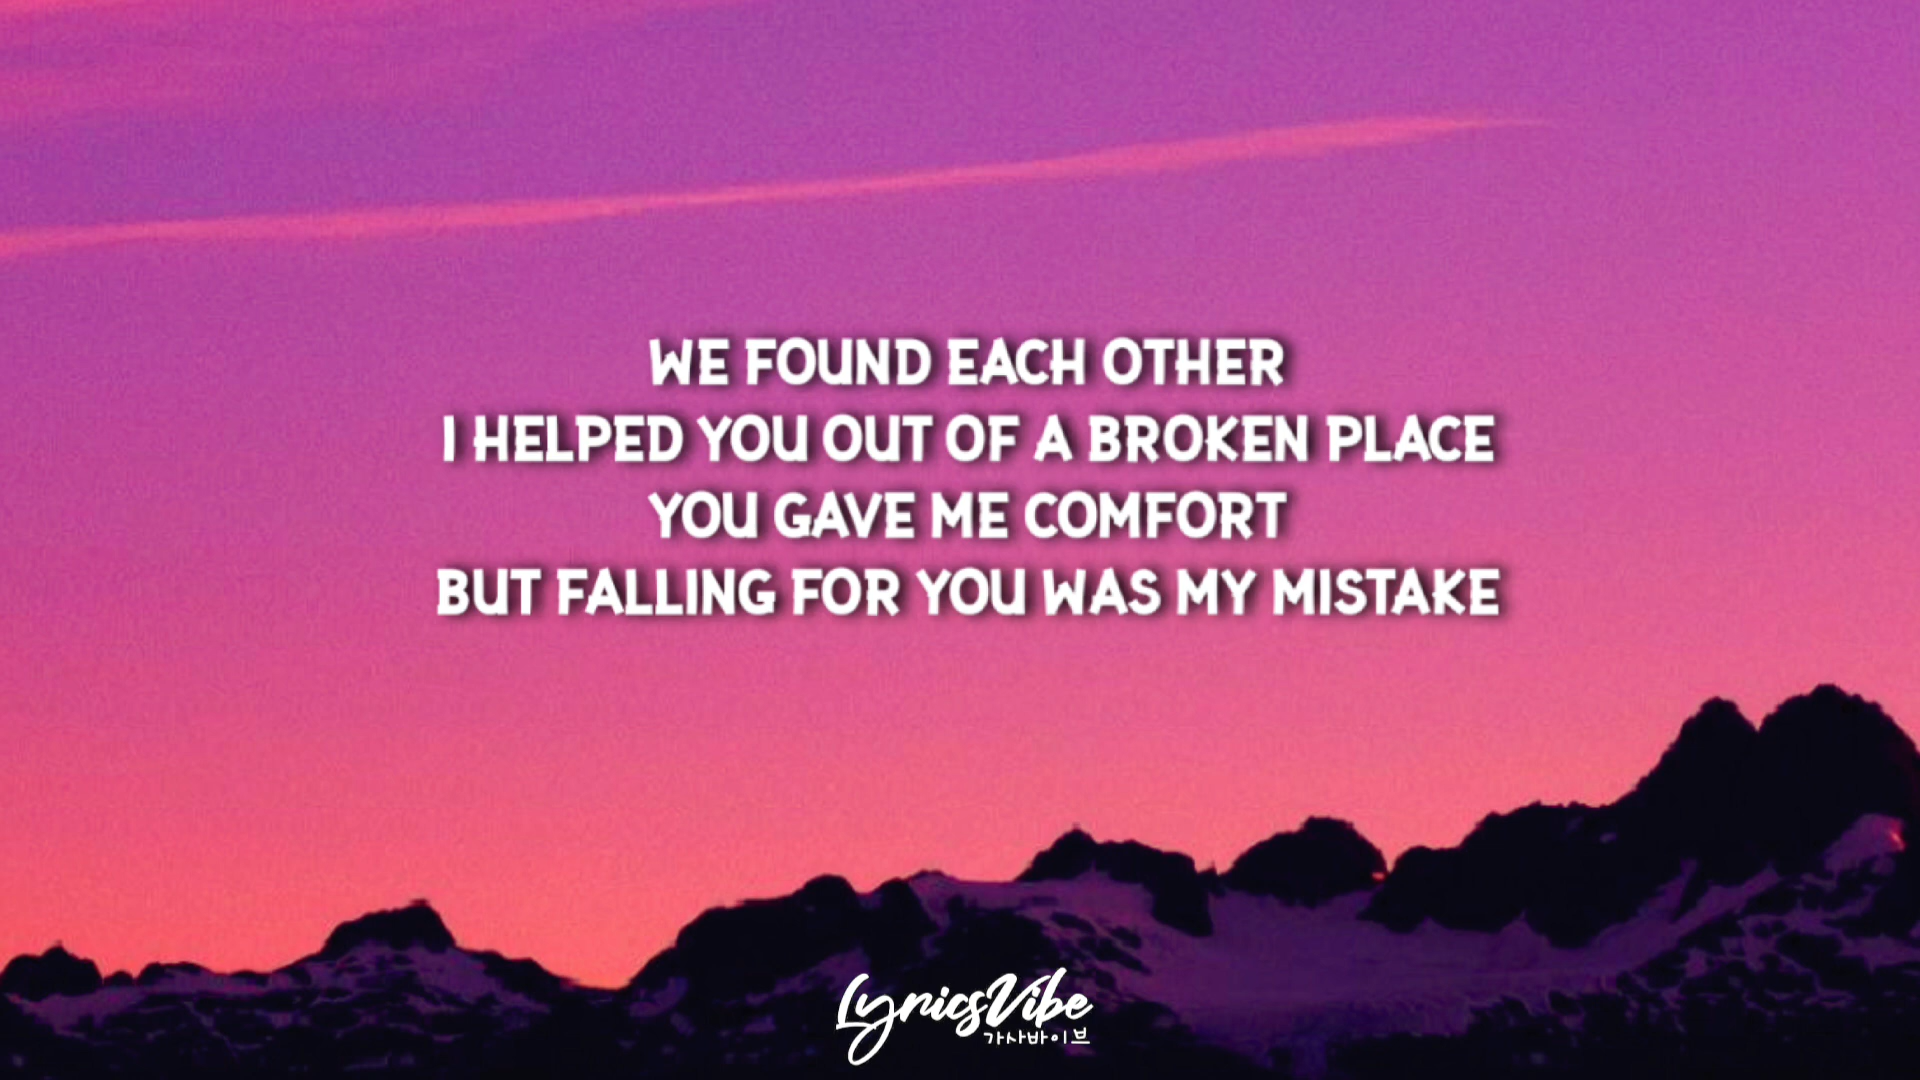 WE FOUND EACH OTHER
I HELPED YOU OUT OF A BROKEN PLACE
YOU GAVE ME COMFORT
BUT FALLING FOR YOU WAS MY MISTAKE
LyricsVibe
가사바이브